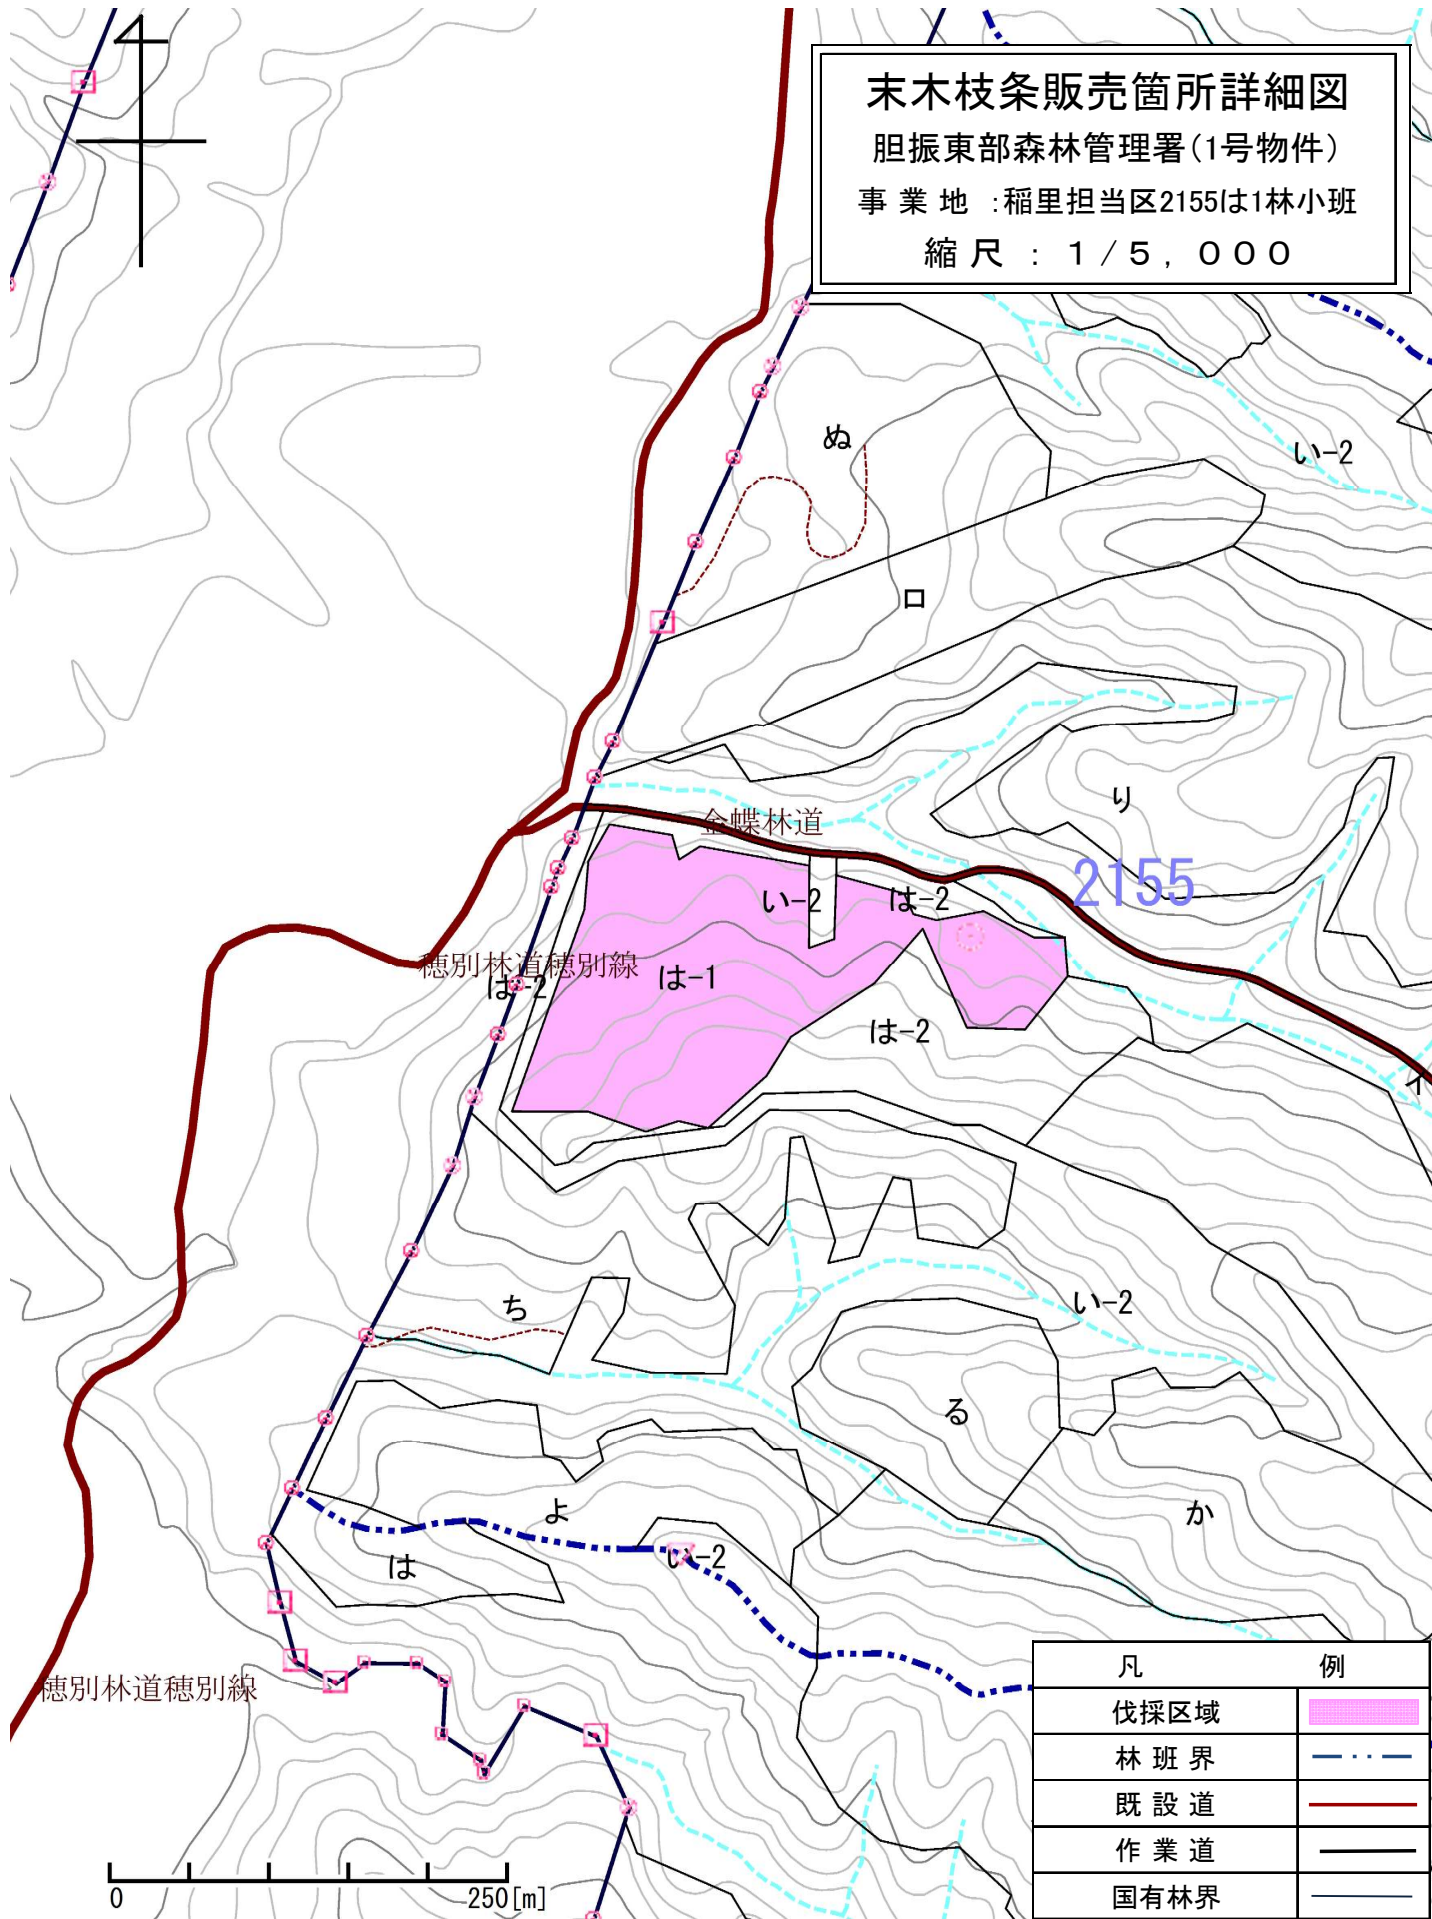 末木枝条販売箇所詳細図
胆振東部森林管理署(1号物件)
事 業 地 :稲里担当区2155は1林小班
縮 尺 : 1/5,000
ぬ
い-2
ロ
り
金蝶林道
2155
い-2
は-2
穂別林道穂別線
は-2
は-1
は-2
イ
ち
い-2
る
か
よ
は
い-2
穂別林道穂別線
凡 例
伐採区域
林 班 界
既 設 道
作 業 道
国有林界
0 250[m]